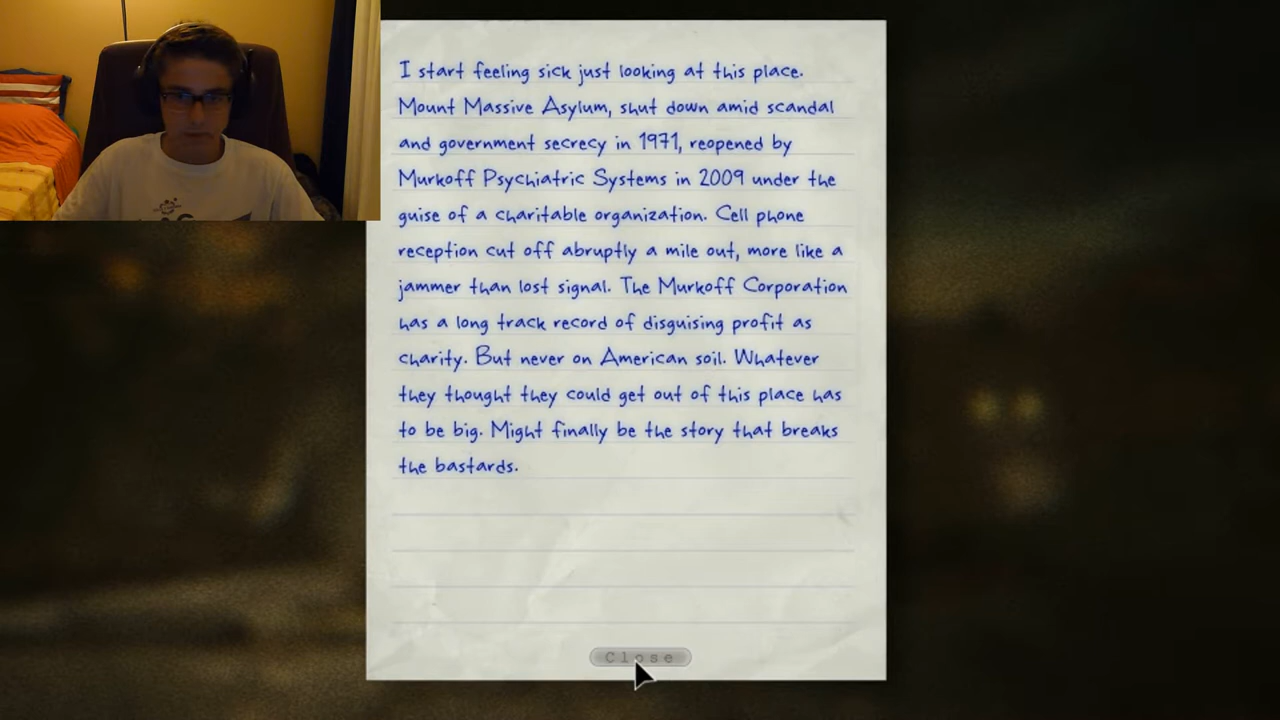 I start feeling sick just looking at this place.
Mount Massive Asylum, shut down amid scandal
and government secrecy in 1971, reopened by
Murkoff Psychiatric Systems in 2009 under the
guise of a charitable organization. Cell phone
reception cut off abruptly a mile out, more like a
jammer than lost signal. The Murkoff Corporation
has a long track record of disguising profit as
charity. But never on American soil. Whatever
they thought they could get out of this place has
to be big. Might finally be the story that breaks
the bastards.
Close